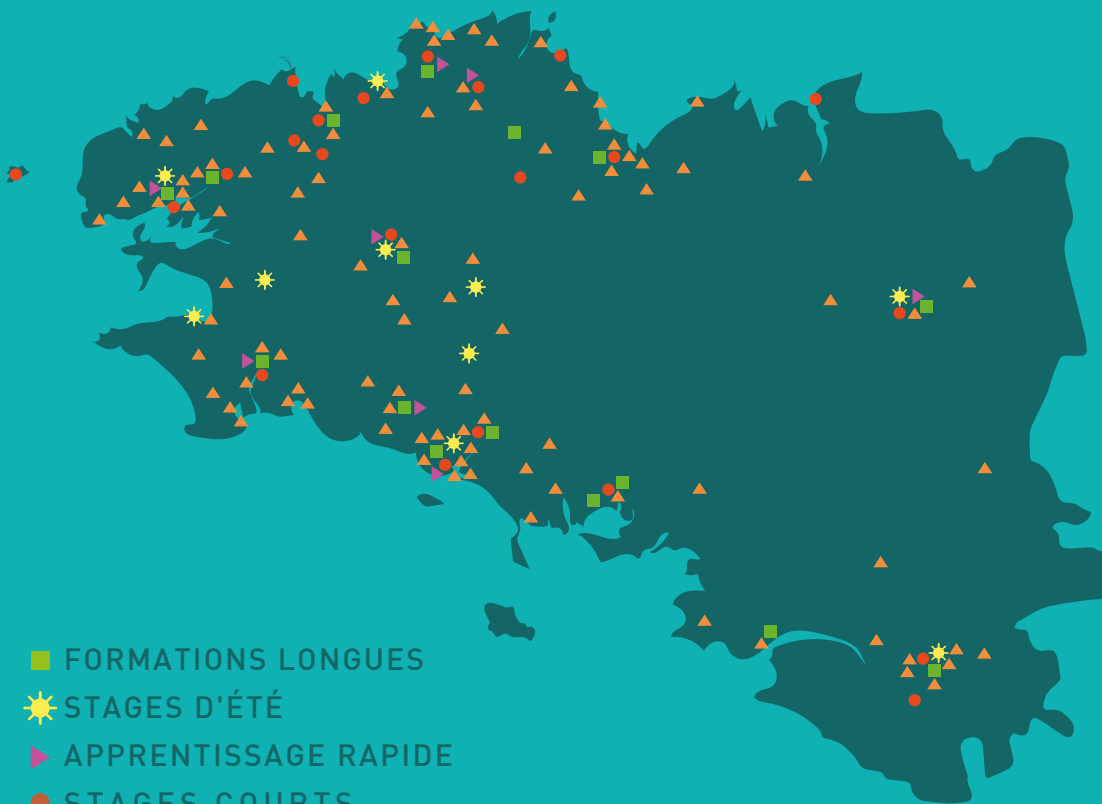 FORMATIONS LONGUES
STAGES D'ÉTÉ
APPRENTISSAGE RAPIDE
STAGES COURTS